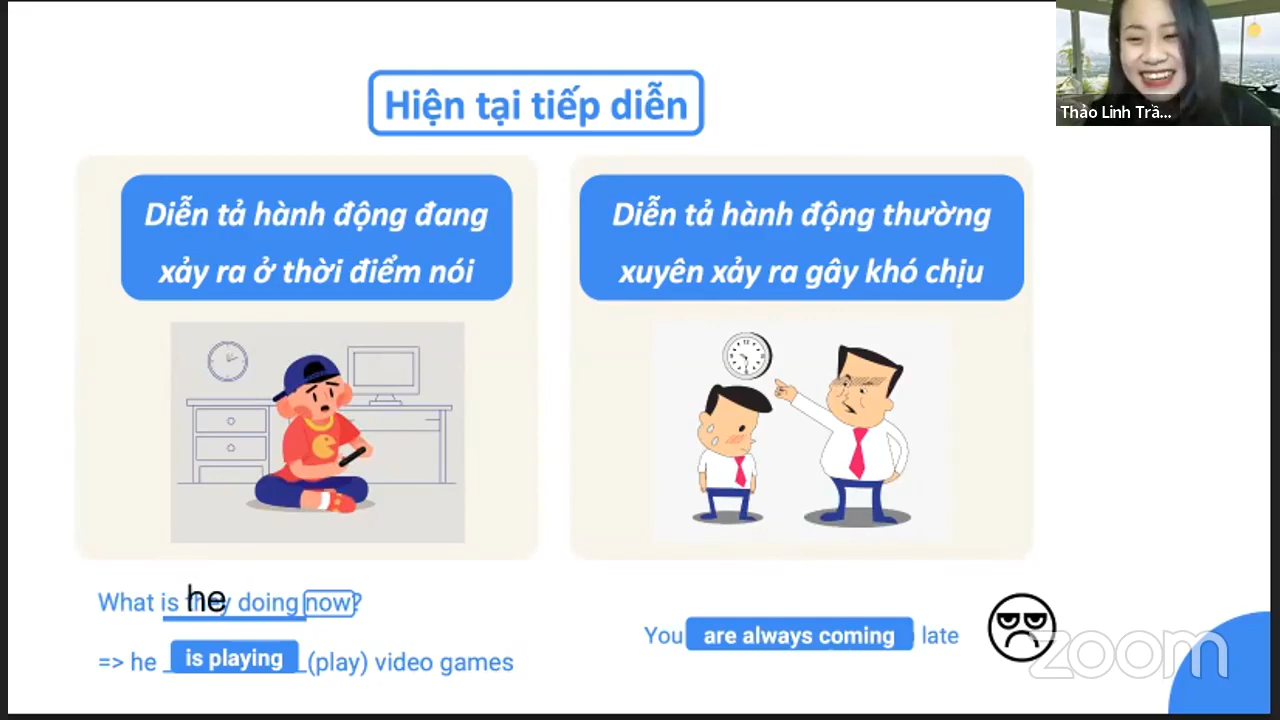 Thảo Linh Trầ...
Hiện tại tiếp diễn
Diễn tả hành động đang
xảy ra ở thời điểm nói
Diễn tả hành động thường
xuyên xảy ra gây khó chịu
What is he doing now?
=> he is playing (play) video games
You are always coming late
zoom